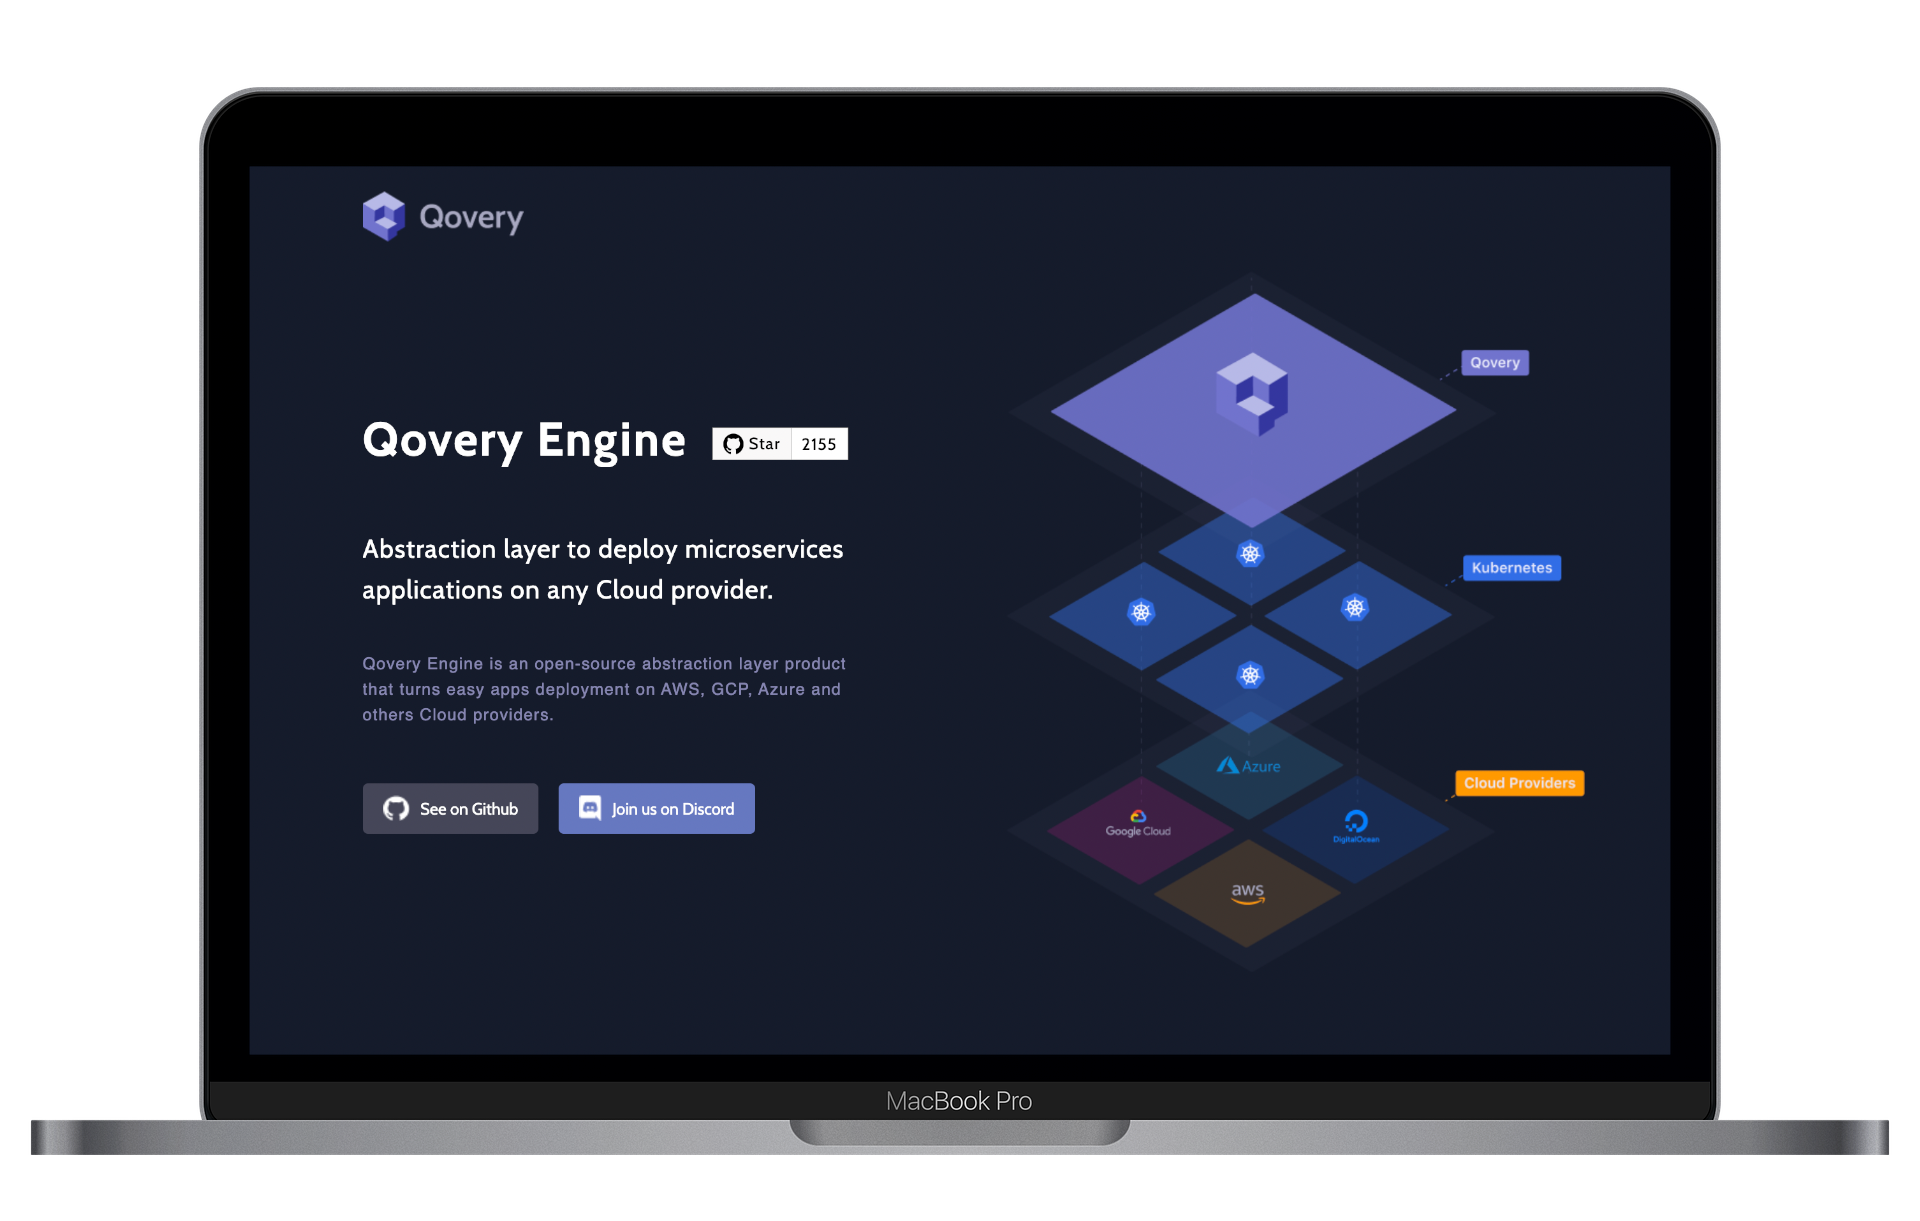 Qovery
Qovery Engine
Star 2155
Abstraction layer to deploy microservices
applications on any Cloud provider.
Qovery Engine is an open-source abstraction layer product
that turns easy apps deployment on AWS, GCP, Azure and
others Cloud providers.
See on Github
Join us on Discord
Qovery
Kubernetes
Cloud Providers
Azure
Google Cloud
DigitalOcean
aws
MacBook Pro